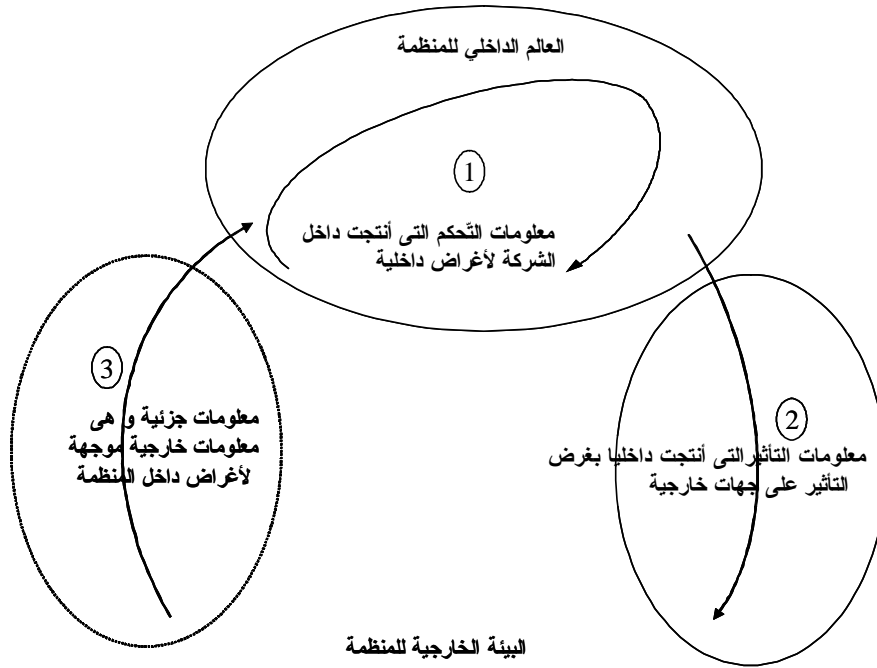 العالم الداخلي للمنظمة
1
معلومات التّحكم التى أنتجت داخل
الشركة لأغراض داخلية
2
معلومات التأثيرالتى أنتجت داخليا بغرض
التأثير على جهات خارجية
3
معلومات جزئية و هى
معلومات خارجية موجهة
لأغراض داخل المنظمة
البيئة الخارجية للمنظمة